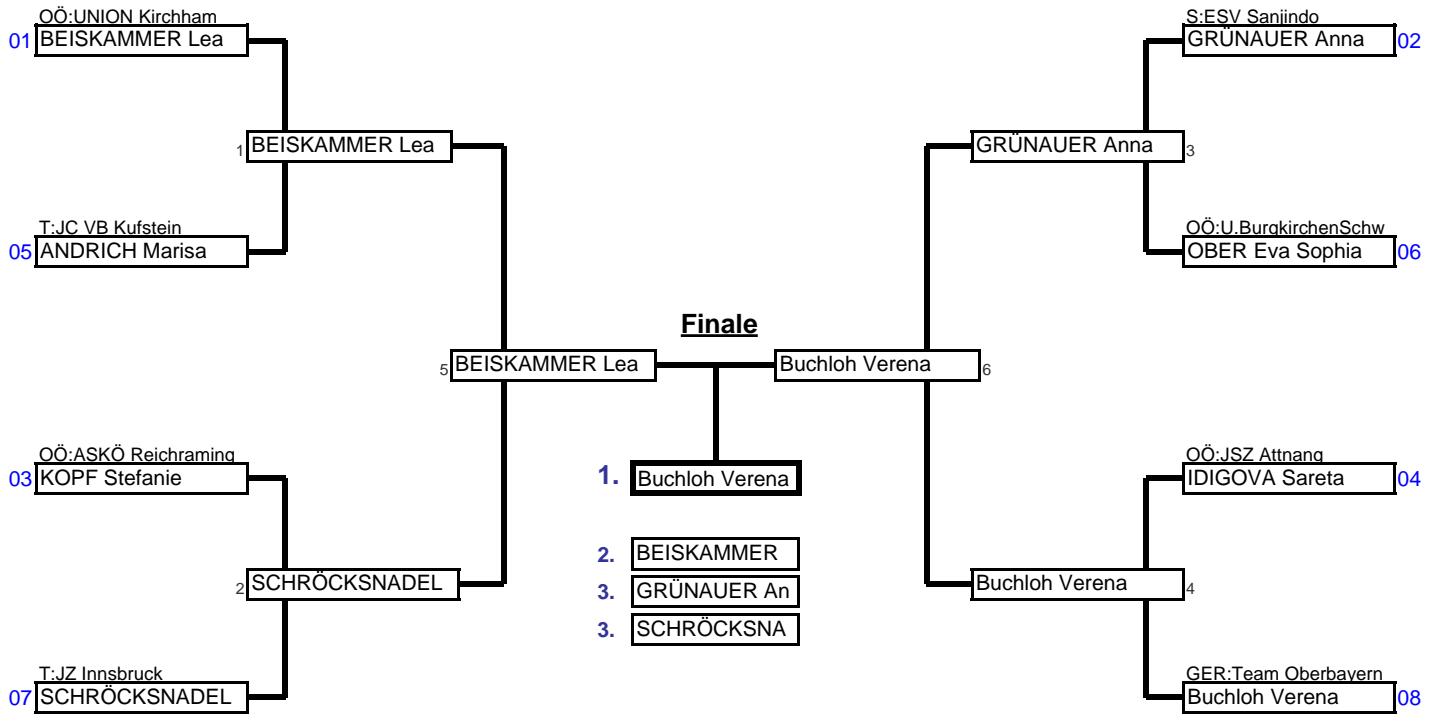 OÖ:UNION Kirchham
S:ESV Sanjindo
01 BEISKAMMER Lea
GRÜNAUER Anna 02
1 BEISKAMMER Lea
GRÜNAUER Anna 3
T:JC VB Kufstein
OÖ:U.BurgkirchenSchw
05 ANDRICH Marisa
OBER Eva Sophia 06
Finale
5 BEISKAMMER Lea
Buchloh Verena 6
OÖ:ASKÖ Reichraming
OÖ:JSZ Attnang
03 KOPF Stefanie
1. Buchloh Verena
IDIGOVA Sareta 04
2. BEISKAMMER
2 SCHRÖCKSNADEL
3. GRÜNAUER An
Buchloh Verena 4
3. SCHRÖCKSNA
T:JZ Innsbruck
GER:Team Oberbayern
07 SCHRÖCKSNADEL
Buchloh Verena 08